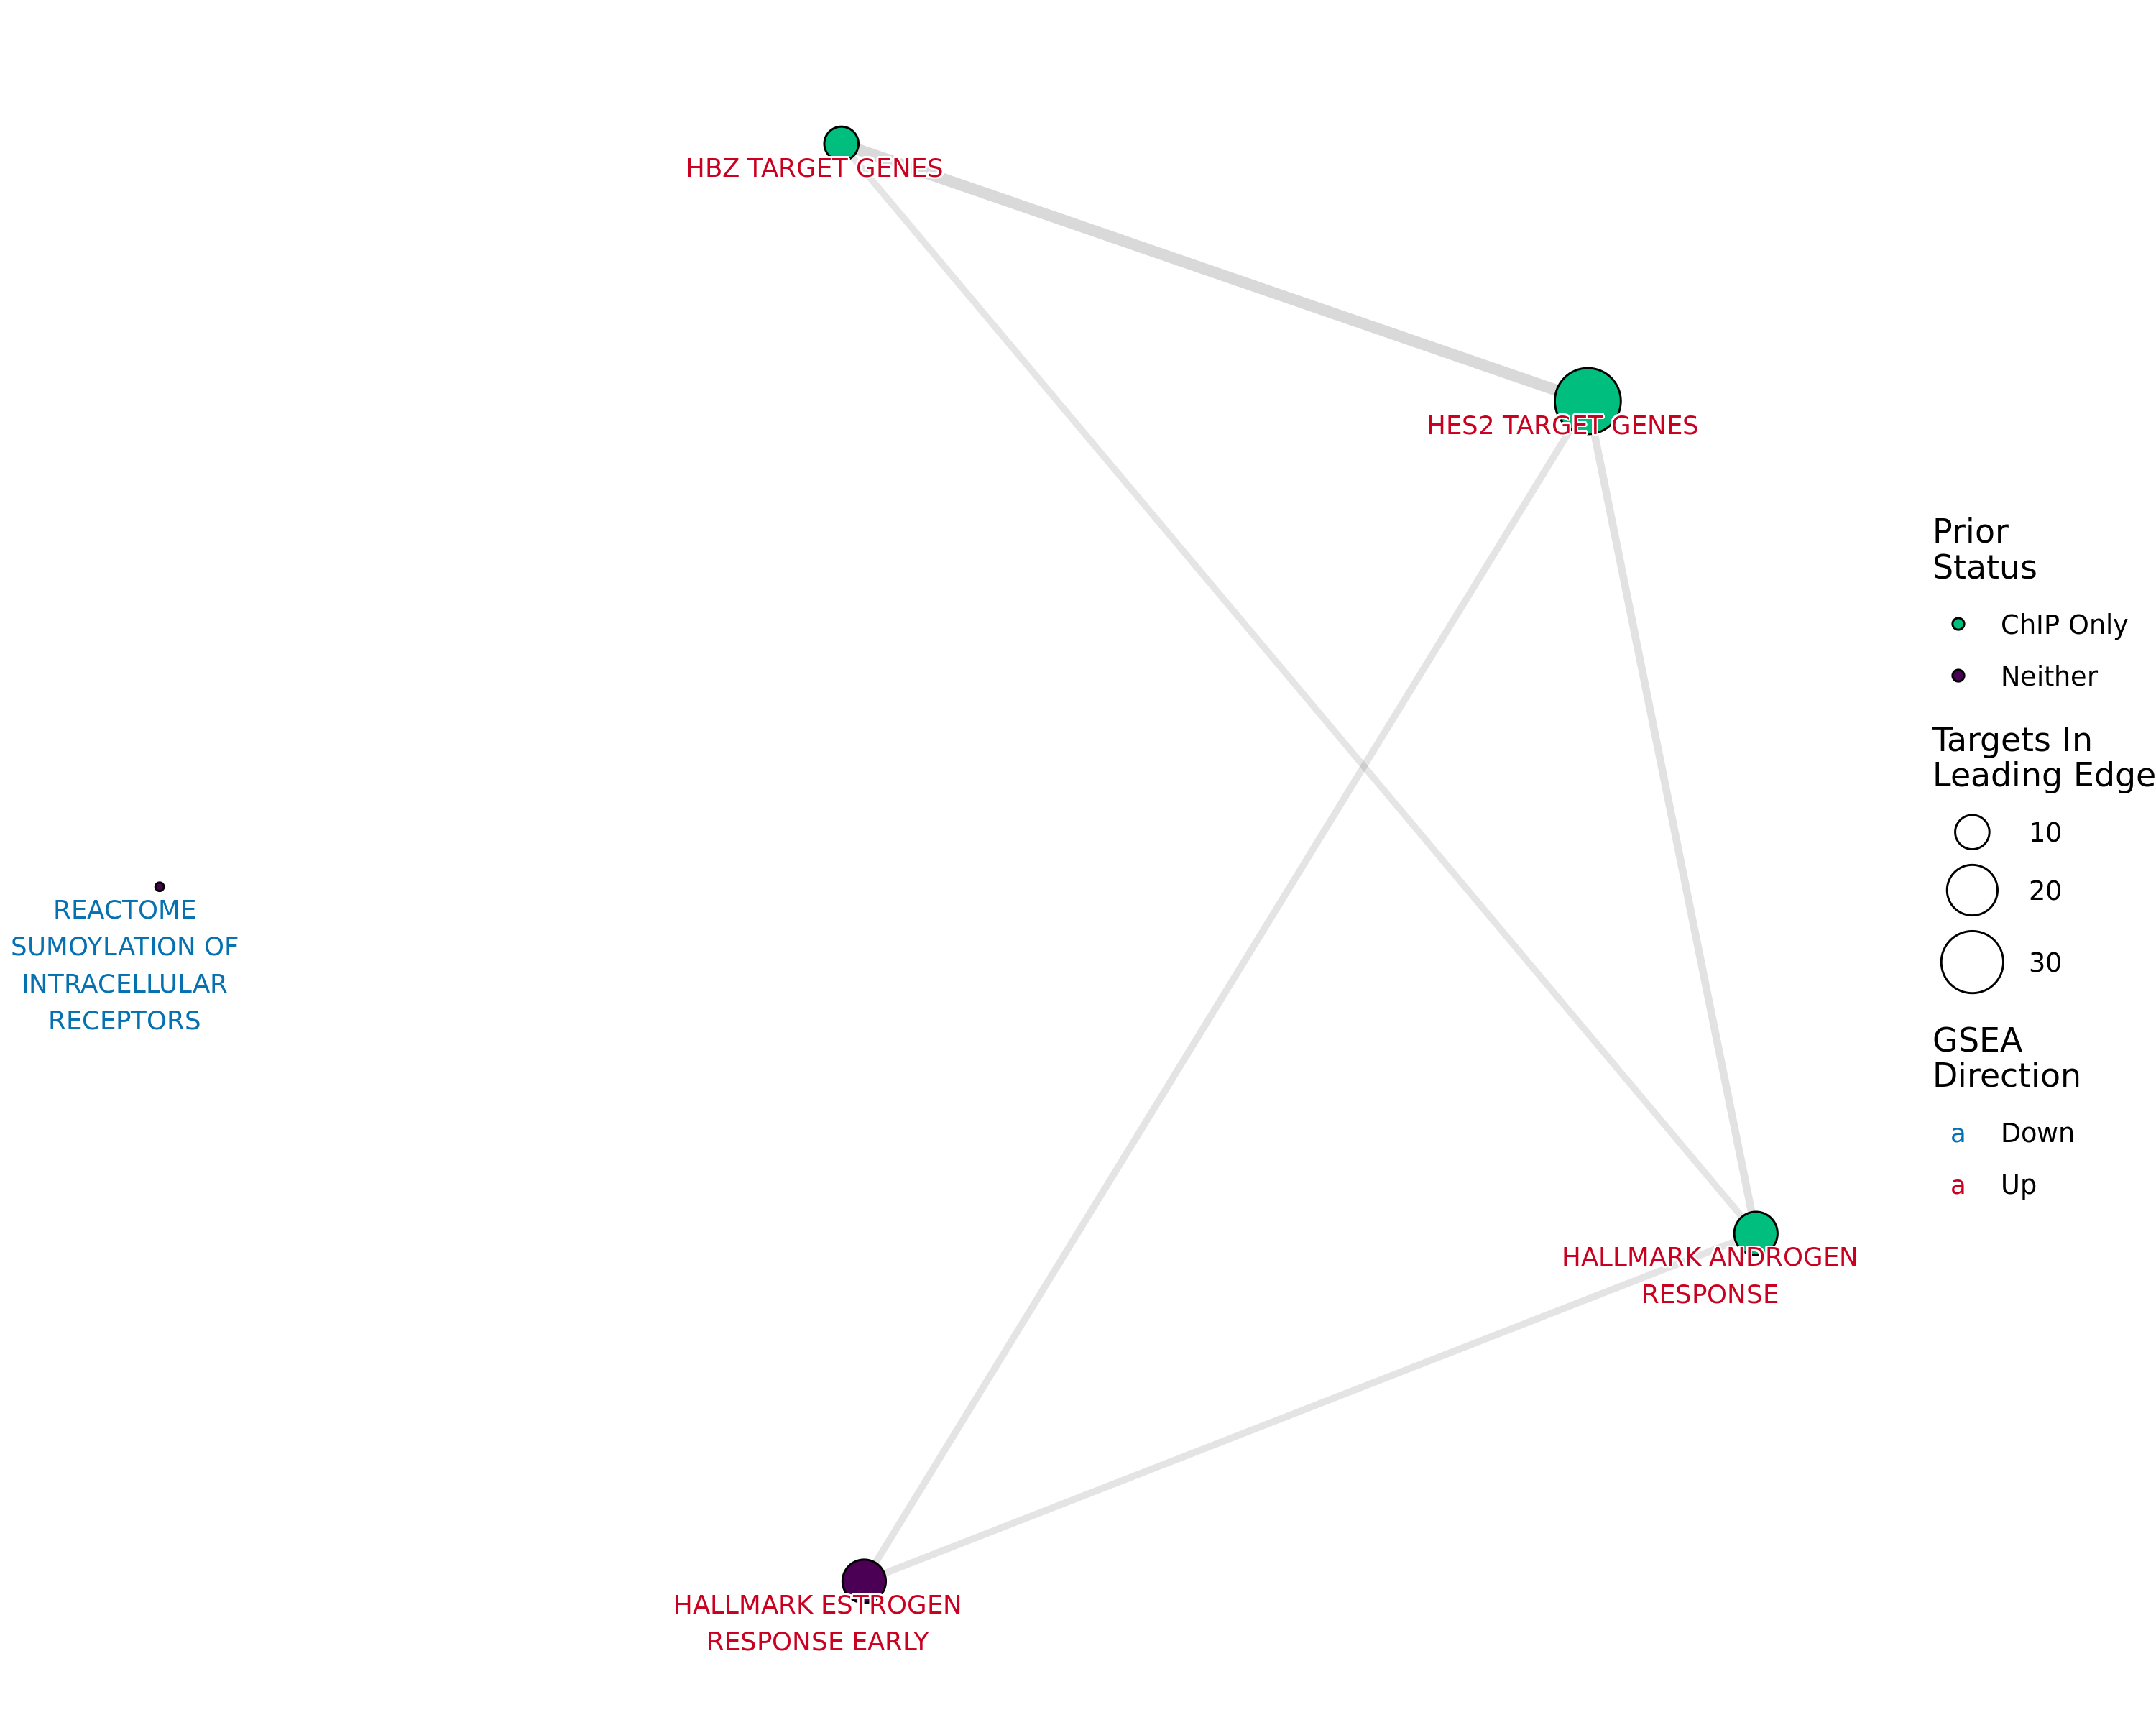 HBZ TARGET GENES
HES2 TARGET GENES
REACTOME
SUMOYLATION OF
INTRACELLULAR
RECEPTORS
HALLMARK ANDROGEN
RESPONSE
HALLMARK ESTROGEN
RESPONSE EARLY
Prior
Status
ChIP Only
Neither
Targets In
Leading Edge
10
20
30
GSEA
Direction
a Down
a Up